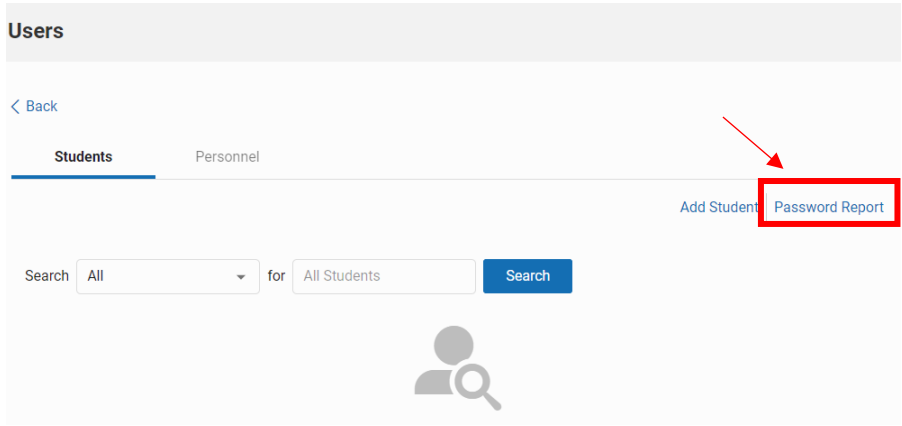 Users
Back
Students Personnel
Add Student Password Report
Search All for All Students Search